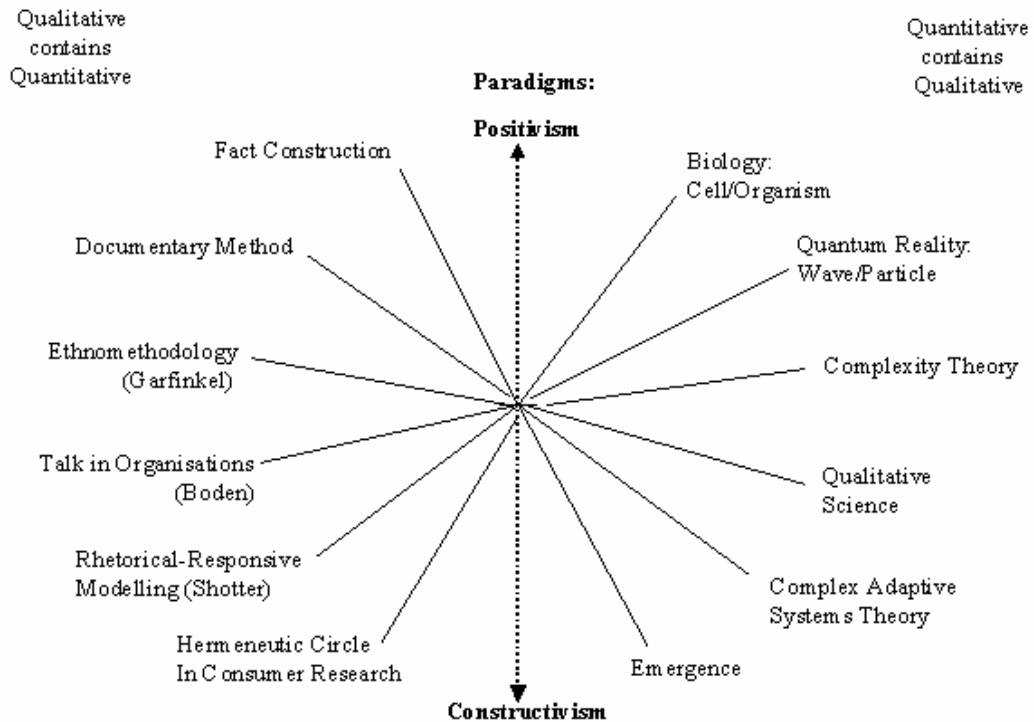 Qualitative
contains
Quantitative
Quantitative
contains
Qualitative
Paradigms:
Positivism
Fact Construction
Biology:
Cell/Organism
Documentary Method
Quantum Reality:
Wave/Particle
Ethnomethodology
(Garfinkel)
Complexity Theory
Talk in Organisations
(Boden)
Qualitative
Science
Rhetorical-Responsive
Modelling (Shotter)
Complex Adaptive
Systems Theory
Hermeneutic Circle
In Consumer Research
Emergence
Constructivism